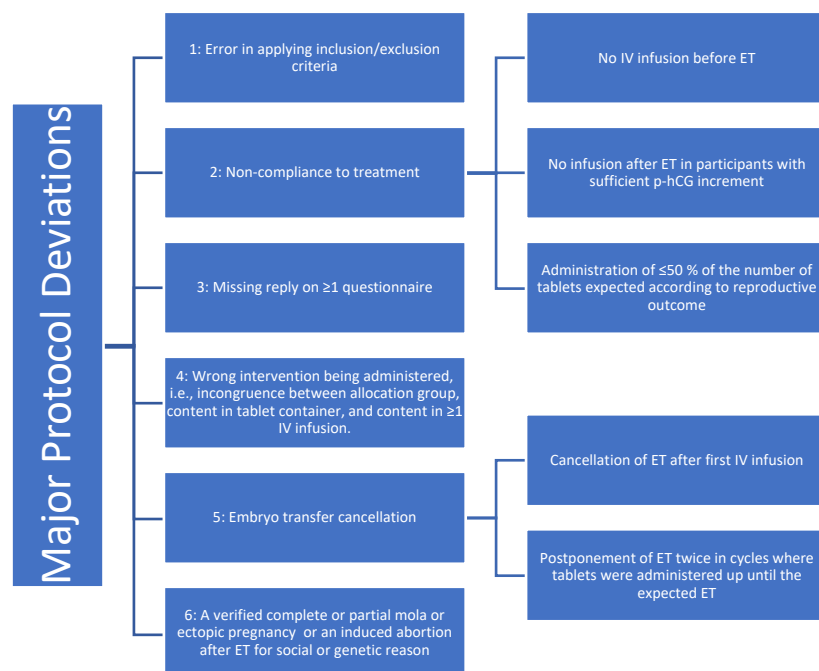 Major Protocol Deviations
1: Error in applying inclusion/exclusion
criteria
2: Non-compliance to treatment
No IV infusion before ET
No infusion after ET in participants with
sufficient p-hCG increment
Administration of ≤50 % of the number of
tablets expected according to reproductive
outcome
3: Missing reply on ≥1 questionnaire
4: Wrong intervention being administered,
i.e., incongruence between allocation group,
content in tablet container, and content in ≥1
IV infusion.
5: Embryo transfer cancellation
Cancellation of ET after first IV infusion
Postponement of ET twice in cycles where
tablets were administered up until the
expected ET
6: A verified complete or partial mola or
ectopic pregnancy or an induced abortion
after ET for social or genetic reason